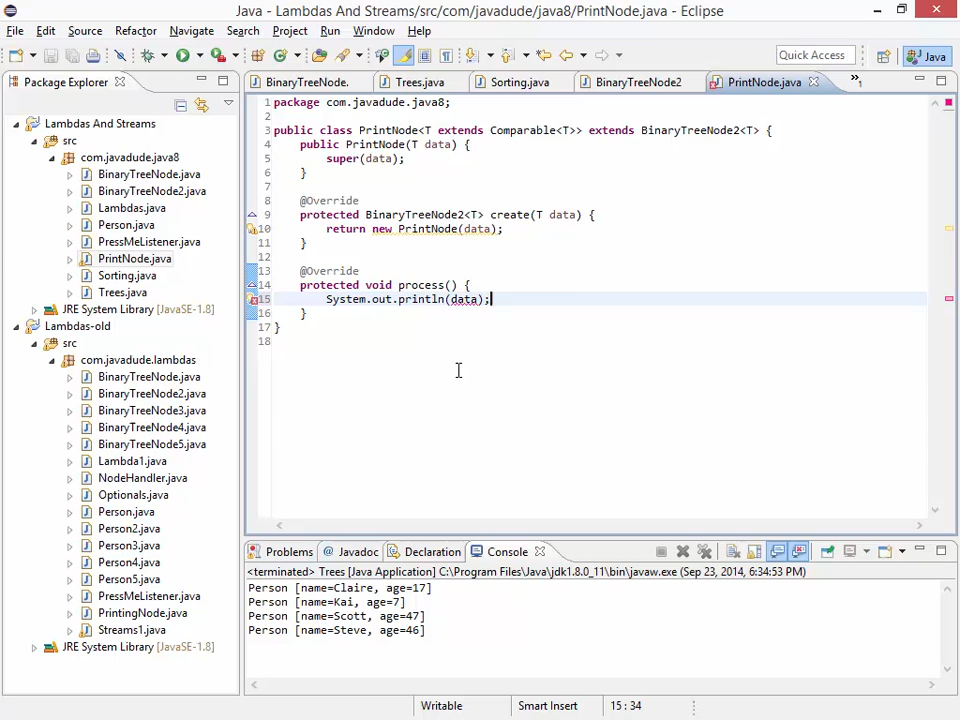 Java - Lambdas And Streams/src/com/javadude/java8/PrintNode.java - Eclipse
File Edit Source Refactor Navigate Search Project Run Window Help
Quick Access
Java
Package Explorer
BinaryTreeNode.
Trees.java
Sorting.java
BinaryTreeNode2
PrintNode.java
»1
Lambdas And Streams
src
com.javadude.java8
BinaryTreeNode.java
BinaryTreeNode2.java
Lambdas.java
Person.java
PressMeListener.java
PrintNode.java
Sorting.java
Trees.java
JRE System Library [JavaSE-1.8]
Lambdas-old
src
com.javadude.lambdas
BinaryTreeNode.java
BinaryTreeNode2.java
BinaryTreeNode3.java
BinaryTreeNode4.java
BinaryTreeNode5.java
Lambda1.java
NodeHandler.java
Optionals.java
Person.java
Person2.java
Person3.java
Person4.java
Person5.java
PressMeListener.java
PrintingNode.java
Streams1.java
JRE System Library [JavaSE-1.8]
1 package com.javadude.java8;
2
3 public class PrintNode<T extends Comparable<T>> extends BinaryTreeNode2<T> {
4 public PrintNode(T data) {
5 super(data);
6 }
7
8 @Override
9 protected BinaryTreeNode2<T> create(T data) {
10 return new PrintNode(data);
11 }
12
13 @Override
14 protected void process() {
15 System.out.println(data);
16 }
17 }
18
Problems @ Javadoc Declaration Console
<terminated> Trees [Java Application] C:\Program Files\Java\jdk1.8.0_11\bin\javaw.exe (Sep 23, 2014, 6:34:53 PM)
Person [name=Claire, age=17]
Person [name=Kai, age=7]
Person [name=Scott, age=47]
Person [name=Steve, age=46]
Writable
Smart Insert
15 : 34